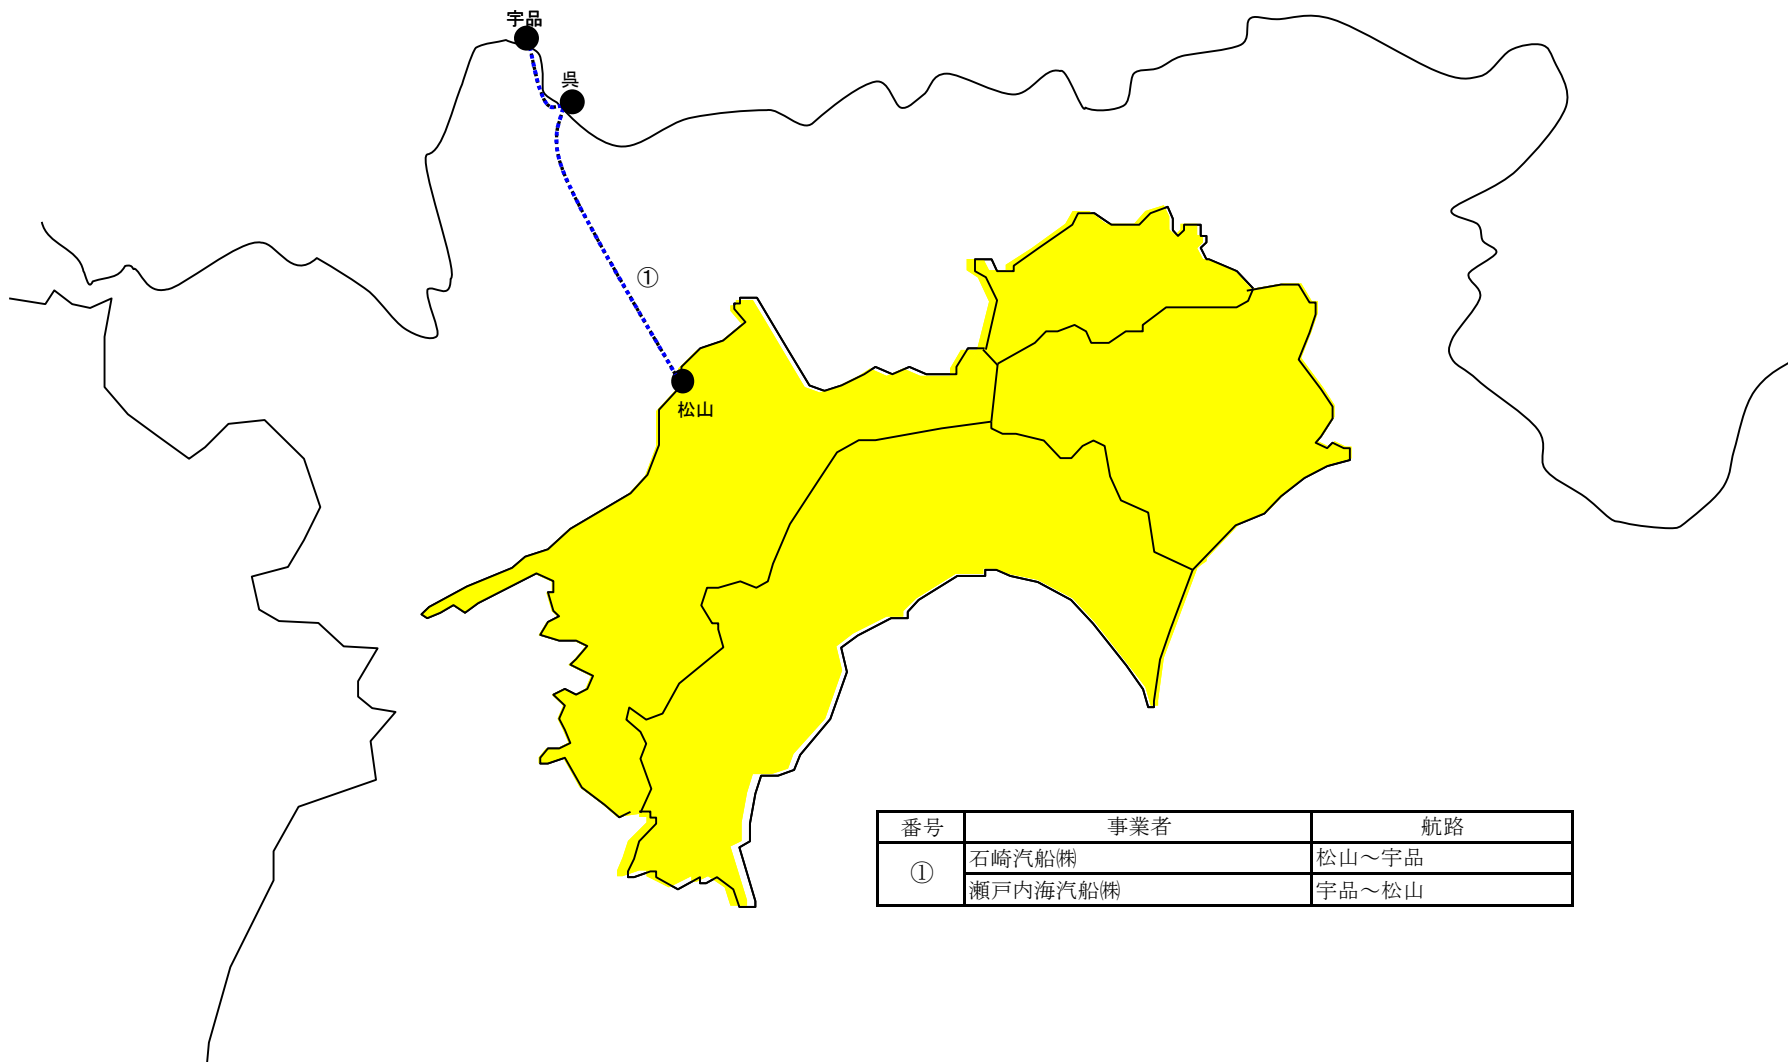 宇品
呉
①
松山
番号 事業者 航路
① 石崎汽船㈱ 松山～宇品
瀬戸内海汽船㈱ 宇品～松山